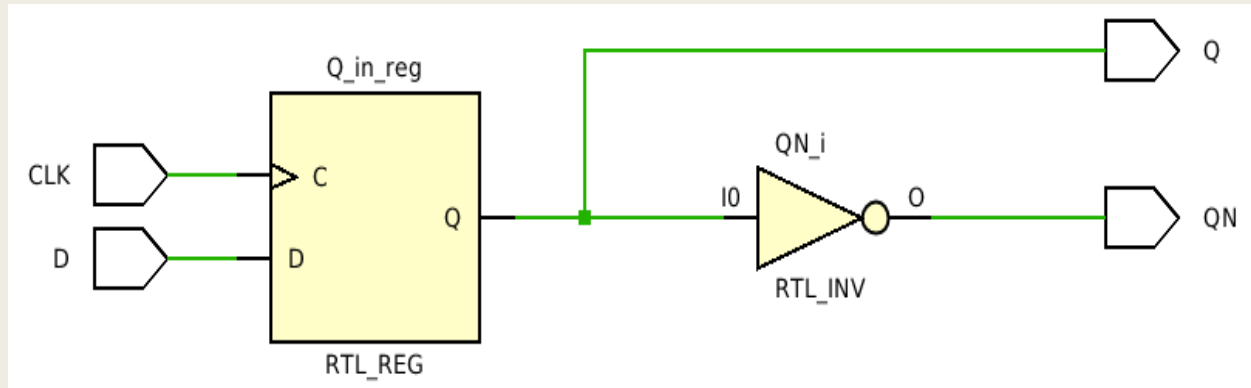 Q_in_reg
CLK
C
D
D
Q
RTL_REG
Q
QN_i
I0
O
RTL_INV
QN